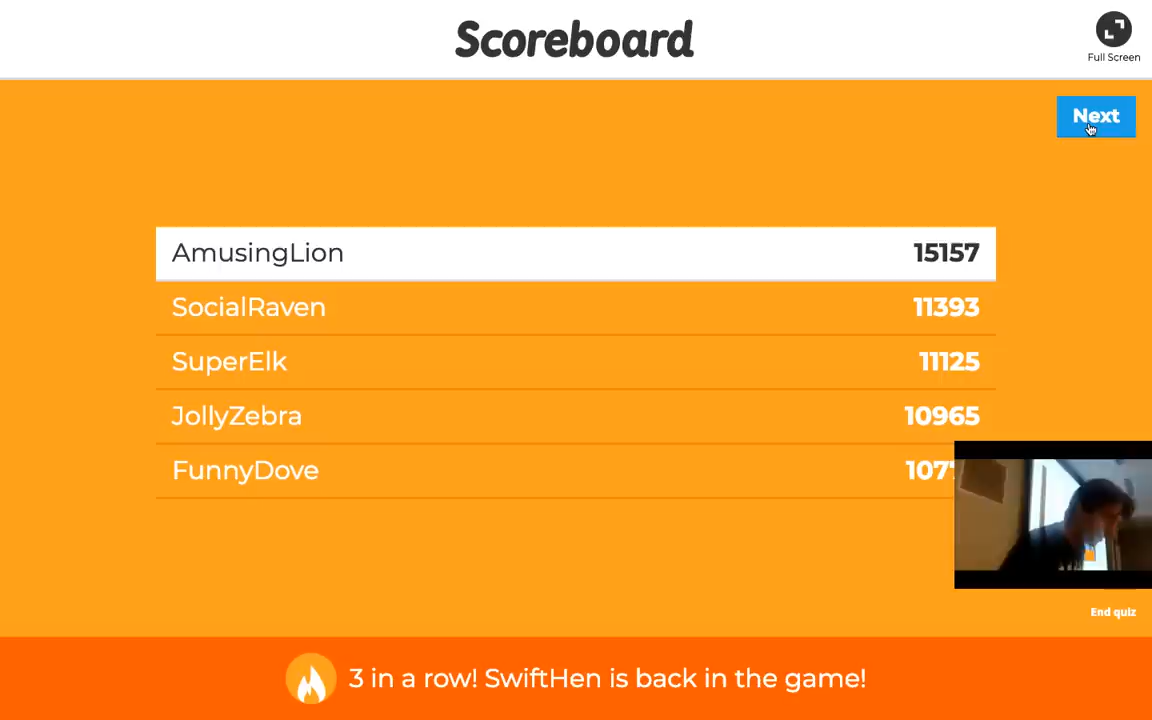 Scoreboard
Full Screen
Next
AmusingLion 15157
SocialRaven 11393
SuperElk 11125
JollyZebra 10965
FunnyDove
End quiz
3 in a row! SwiftHen is back in the game!